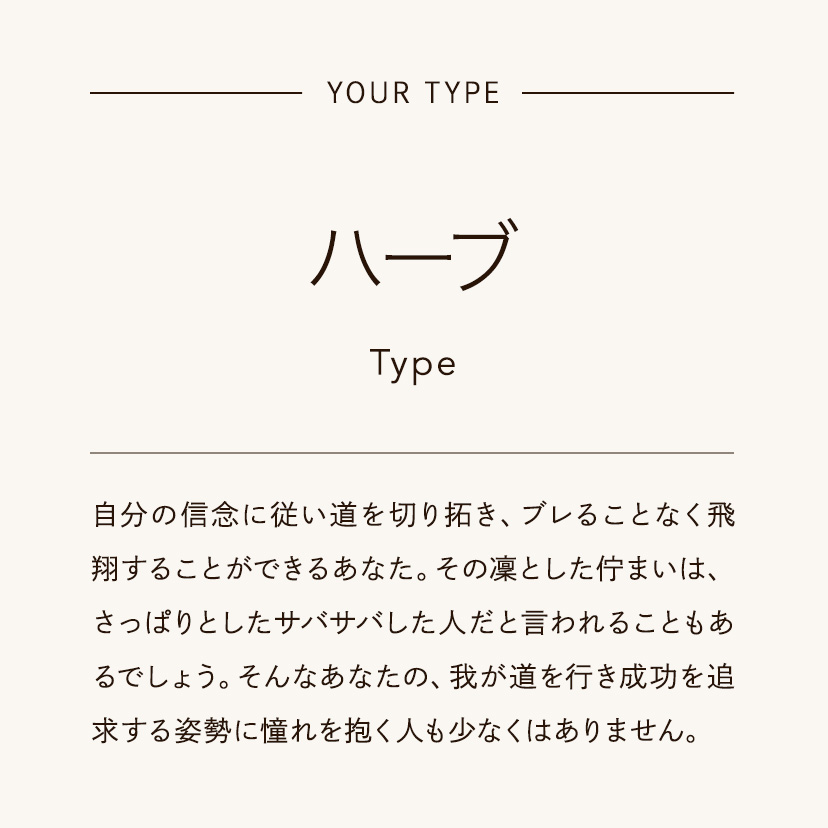 YOUR TYPE
ハーブ
Type
自分の信念に従い道を切り拓き、ブレることなく飛
翔することができるあなた。その凜とした佇まいは、
さっぱりとしたサバサバした人だと言われることもあ
るでしょう。そんなあなたの、我が道を行き成功を追
求する姿勢に憧れを抱く人も少なくはありません。